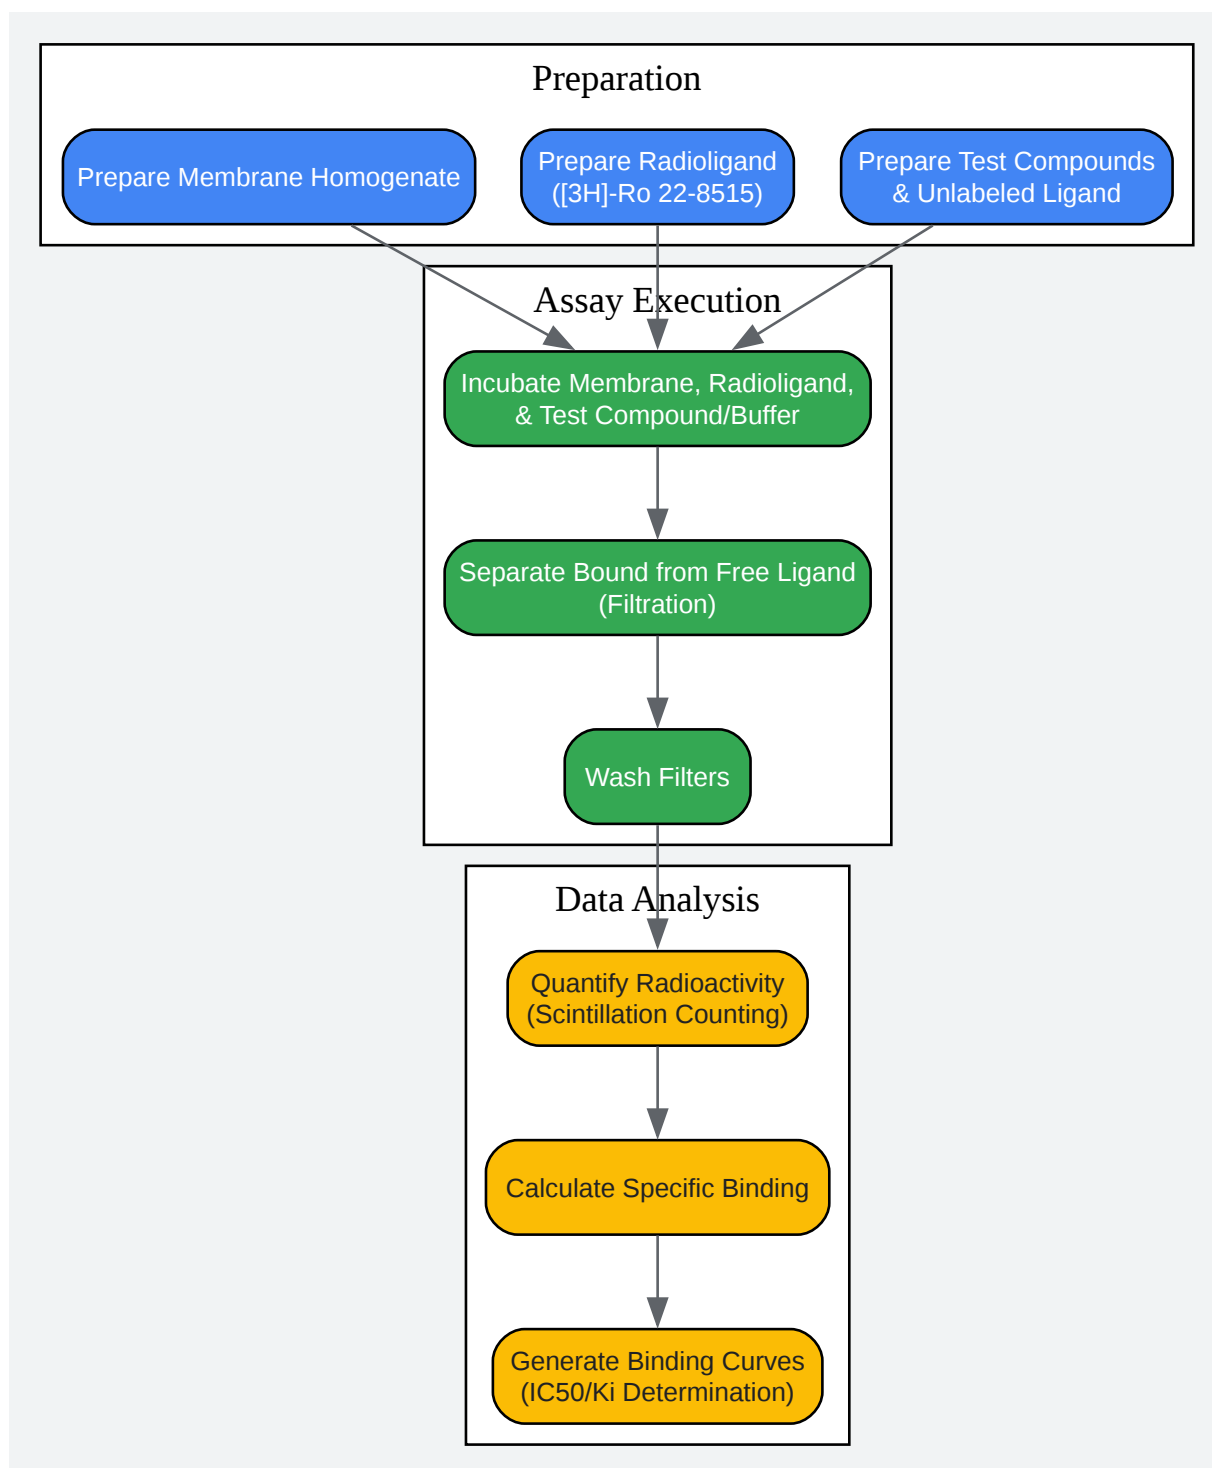 Preparation
Prepare Membrane Homogenate
Prepare Radioligand
([3H]-Ro 22-8515)
Prepare Test Compounds
& Unlabeled Ligand
Assay Execution
Incubate Membrane, Radioligand,
& Test Compound/Buffer
Separate Bound from Free Ligand
(Filtration)
Wash Filters
Data Analysis
Quantify Radioactivity
(Scintillation Counting)
Calculate Specific Binding
Generate Binding Curves
(IC50/Ki Determination)